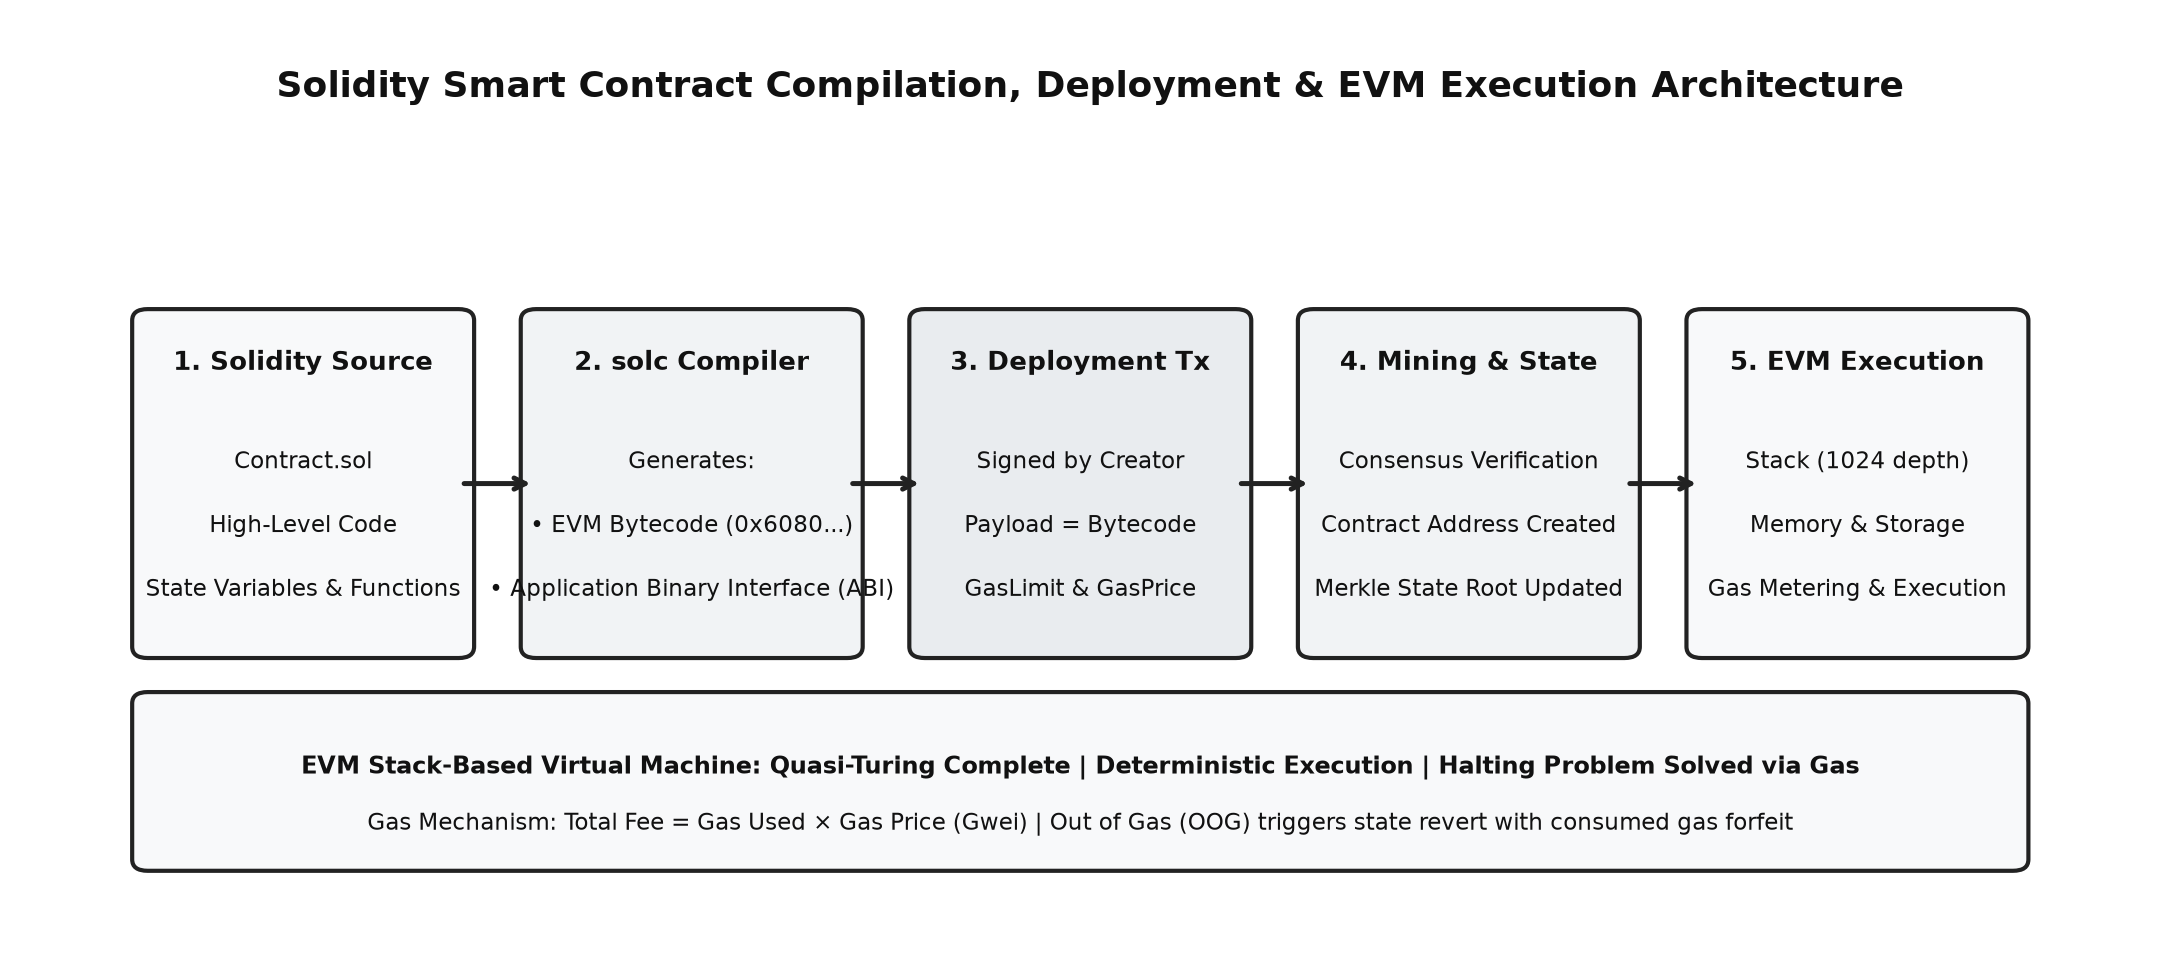 Solidity Smart Contract Compilation, Deployment & EVM Execution Architecture
1. Solidity Source
Contract.sol
High-Level Code
State Variables & Functions
2. solc Compiler
Generates:
• EVM Bytecode (0x6080...)
• Application Binary Interface (ABI)
3. Deployment Tx
Signed by Creator
Payload = Bytecode
GasLimit & GasPrice
4. Mining & State
Consensus Verification
Contract Address Created
Merkle State Root Updated
5. EVM Execution
Stack (1024 depth)
Memory & Storage
Gas Metering & Execution
EVM Stack-Based Virtual Machine: Quasi-Turing Complete | Deterministic Execution | Halting Problem Solved via Gas
Gas Mechanism: Total Fee = Gas Used × Gas Price (Gwei) | Out of Gas (OOG) triggers state revert with consumed gas forfeit